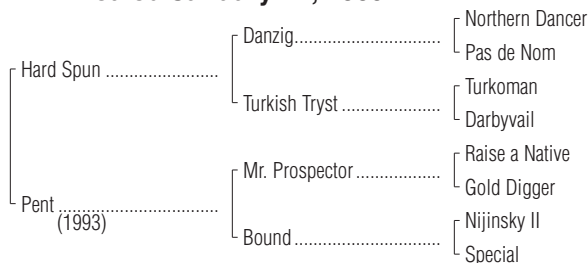 Northern Dancer
Danzig
Pas de Nom
Hard Spun
Turkoman
Turkish Tryst
Darbyvail
Raise a Native
Mr. Prospector
Gold Digger
Pent
(1993)
Nijinsky II
Bound
Special